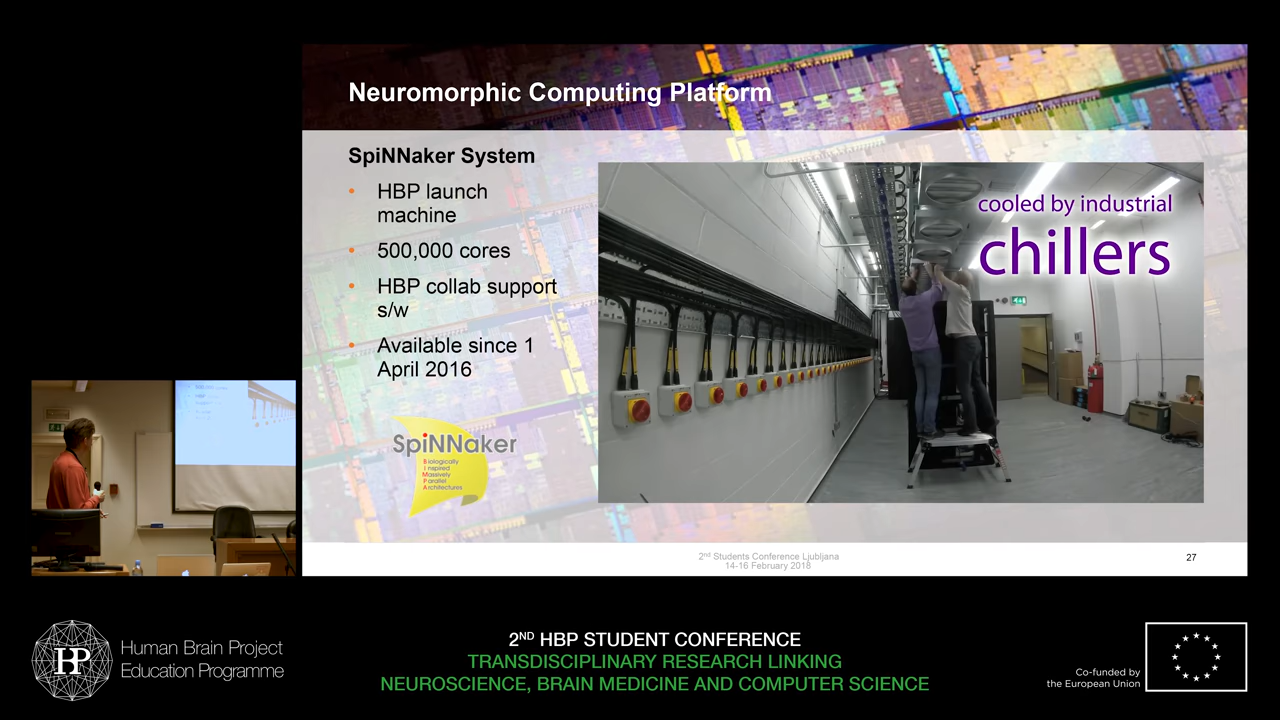 Neuromorphic Computing Platform
SpiNNaker System
• HBP launch
machine
• 500,000 cores
• HBP collab support
s/w
• Available since 1
April 2016
cooled by industrial
chillers
SpiNNaker
Biologically
Inspired
Massively
Parallel
Architectures
2nd Students Conference Ljubljana
14-16 February 2018
27
HBP
Human Brain Project
Education Programme
2ND HBP STUDENT CONFERENCE
TRANSDISCIPLINARY RESEARCH LINKING
NEUROSCIENCE, BRAIN MEDICINE AND COMPUTER SCIENCE
Co-funded by
the European Union